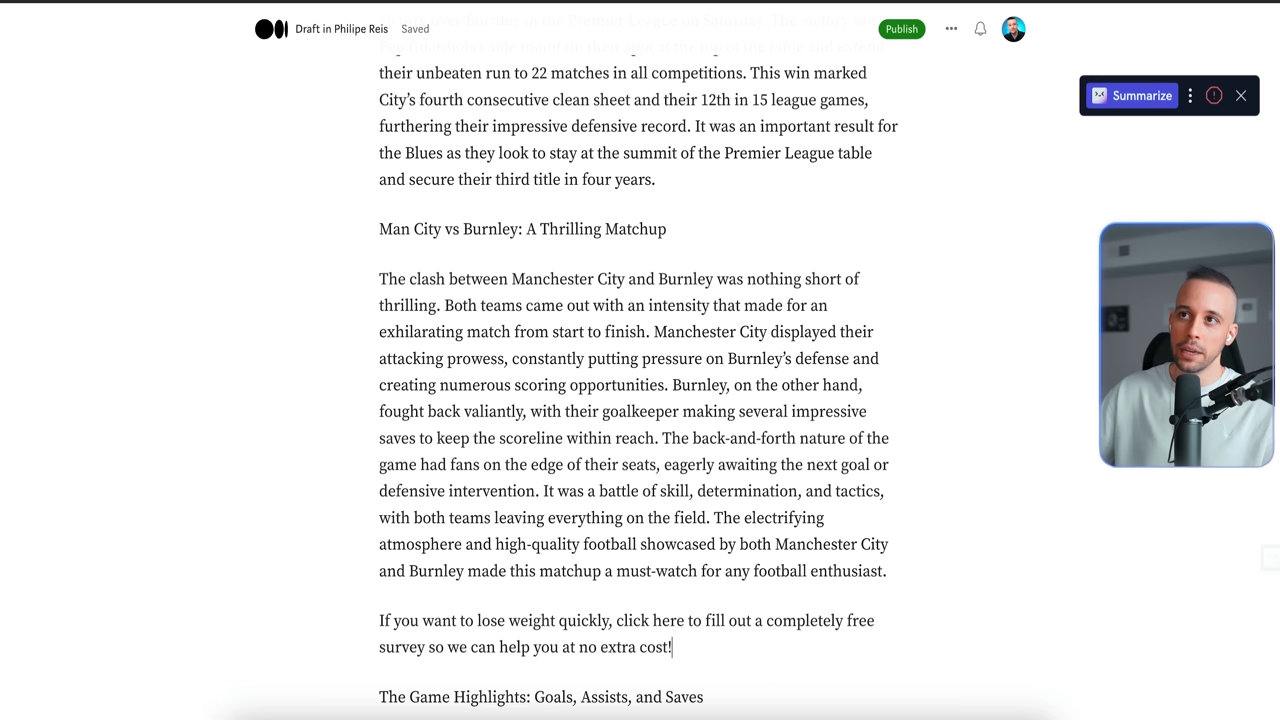 Draft in Philipe Reis Saved
Publish
Summarize
their unbeaten run to 22 matches in all competitions. This win marked
City’s fourth consecutive clean sheet and their 12th in 15 league games,
furthering their impressive defensive record. It was an important result for
the Blues as they look to stay at the summit of the Premier League table
and secure their third title in four years.
Man City vs Burnley: A Thrilling Matchup
The clash between Manchester City and Burnley was nothing short of
thrilling. Both teams came out with an intensity that made for an
exhilarating match from start to finish. Manchester City displayed their
attacking prowess, constantly putting pressure on Burnley’s defense and
creating numerous scoring opportunities. Burnley, on the other hand,
fought back valiantly, with their goalkeeper making several impressive
saves to keep the scoreline within reach. The back-and-forth nature of the
game had fans on the edge of their seats, eagerly awaiting the next goal or
defensive intervention. It was a battle of skill, determination, and tactics,
with both teams leaving everything on the field. The electrifying
atmosphere and high-quality football showcased by both Manchester City
and Burnley made this matchup a must-watch for any football enthusiast.
If you want to lose weight quickly, click here to fill out a completely free
survey so we can help you at no extra cost!
The Game Highlights: Goals, Assists, and Saves